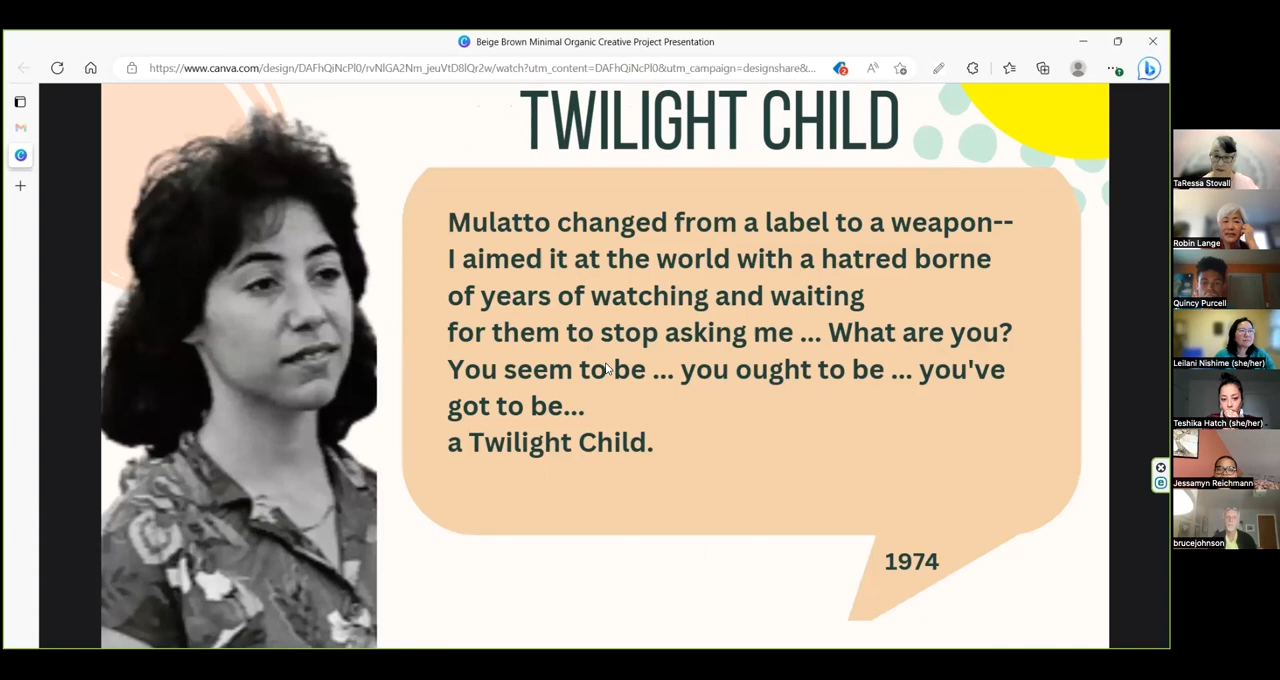 Beige Brown Minimal Organic Creative Project Presentation
https://www.canva.com/design/DAFhQiNcPl0/rvNlGA2Nm_jeuVtD8lQr2w/watch?utm_content=DAFhQiNcPl0&utm_campaign=designshare&...
2
TWILIGHT CHILD
Mulatto changed from a label to a weapon--
I aimed it at the world with a hatred borne
of years of watching and waiting
for them to stop asking me ... What are you?
You seem to be ... you ought to be ... you've
got to be...
a Twilight Child.
1974
TaRessa Stovall
Robin Lange
Quincy Purcell
Leilani Nishime (she/her)
Teshika Hatch (she/her)
Jessamyn Reichmann
brucejohnson